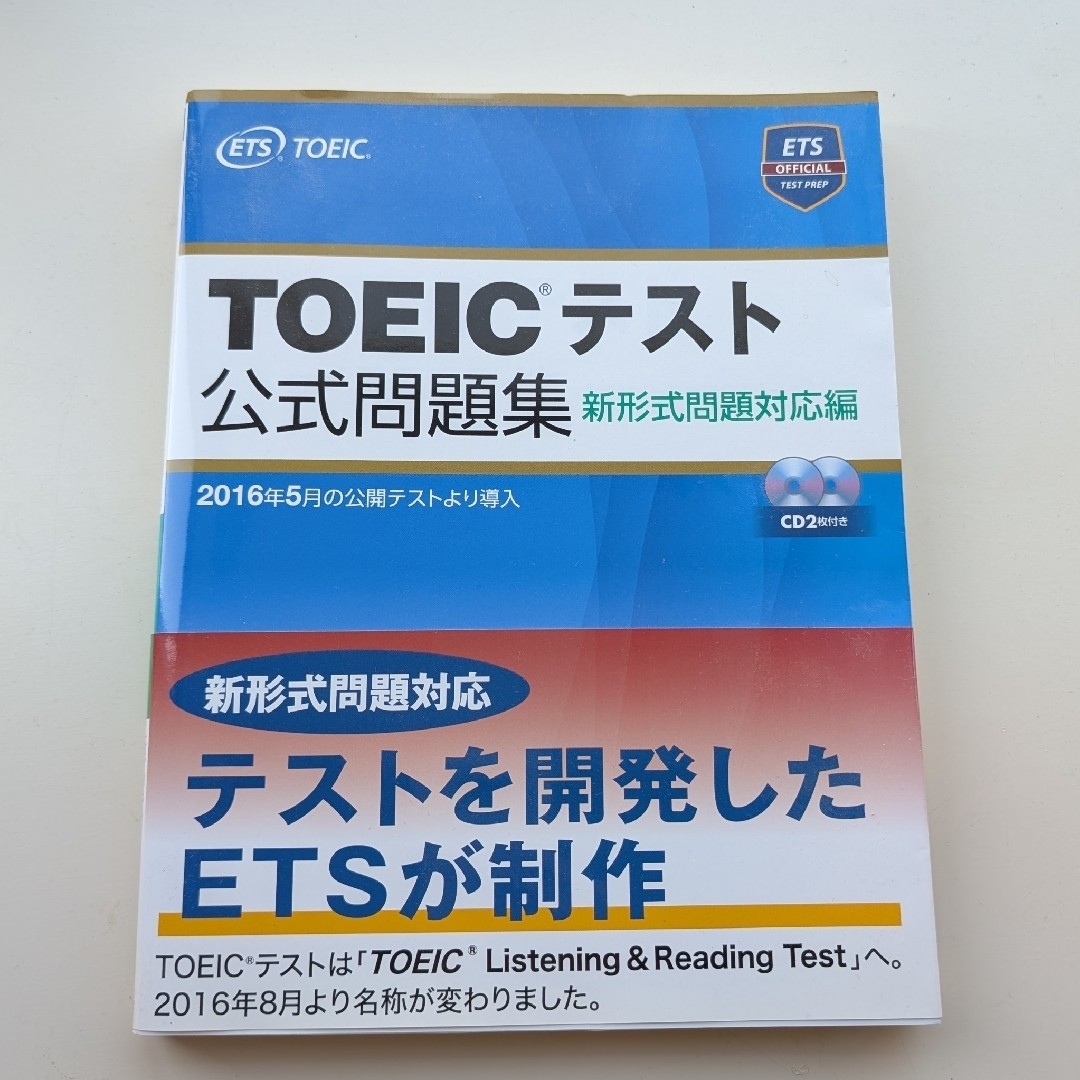 ETS® TOEIC®
ETS
OFFICIAL
TEST PREP
TOEIC®テスト
公式問題集 新形式問題対応編
2016年5月の公開テストより導入
CD2枚付き
新形式問題対応
テストを開発した
ETSが制作
TOEIC®テストは「TOEIC® Listening & Reading Test」へ。
2016年8月より名称が変わりました。